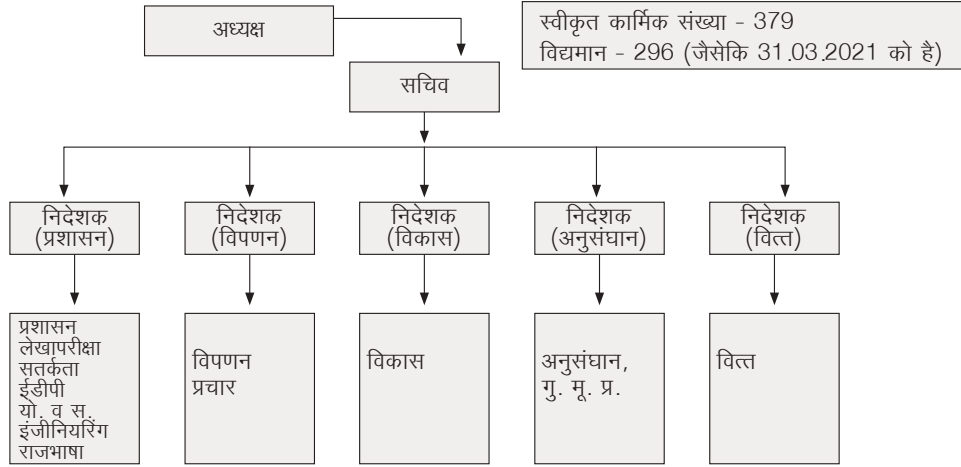 अध्यक्ष
स्वीकृत कार्मिक संख्या - 379
विद्यमान - 296 (जैसेकि 31.03.2021 को है)
सचिव
निदेशक
(प्रशासन)
निदेशक
(विपणन)
निदेशक
(विकास)
निदेशक
(अनुसंघान)
निदेशक
(वित्त)
प्रशासन
लेखापरीक्षा
सतर्कता
ईडीपी
यो. व स.
इंजीनियरिंग
राजभाषा
विपणन
प्रचार
विकास
अनुसंघान,
गु. मू. प्र.
वित्त